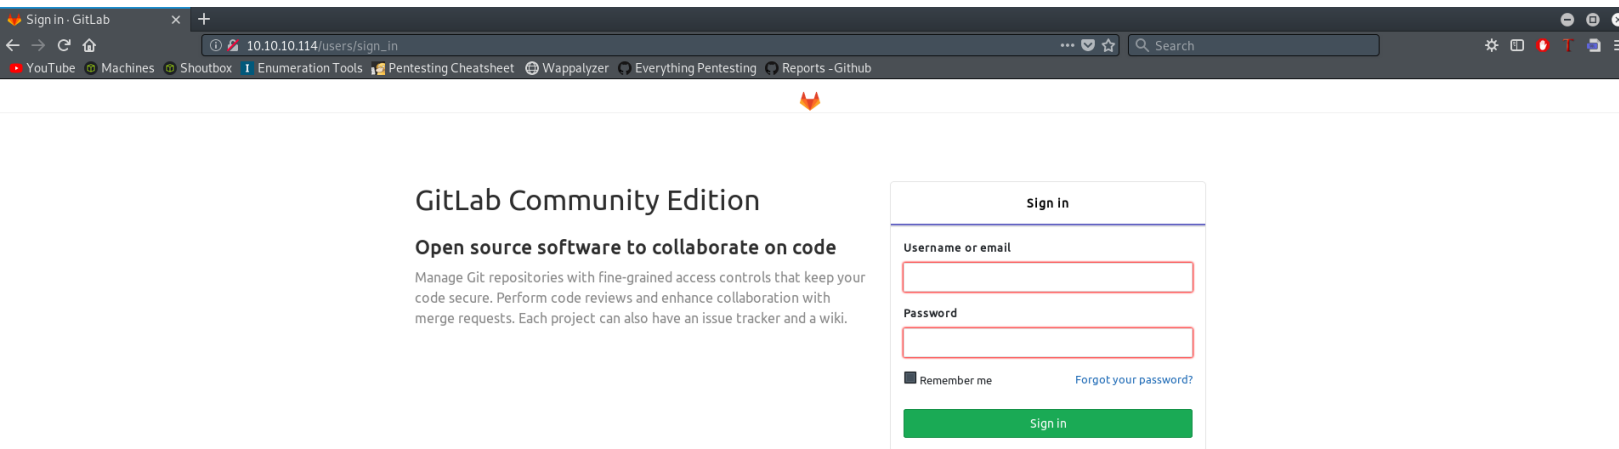 Sign in · GitLab
10.10.10.114/users/sign_in
Search
YouTube Machines Shoutbox Enumeration Tools Pentesting Cheatsheet Wappalyzer Everything Pentesting Reports - Github
GitLab Community Edition
Open source software to collaborate on code
Manage Git repositories with fine-grained access controls that keep your
code secure. Perform code reviews and enhance collaboration with
merge requests. Each project can also have an issue tracker and a wiki.
Sign in
Username or email
Password
Remember me Forgot your password?
Sign in